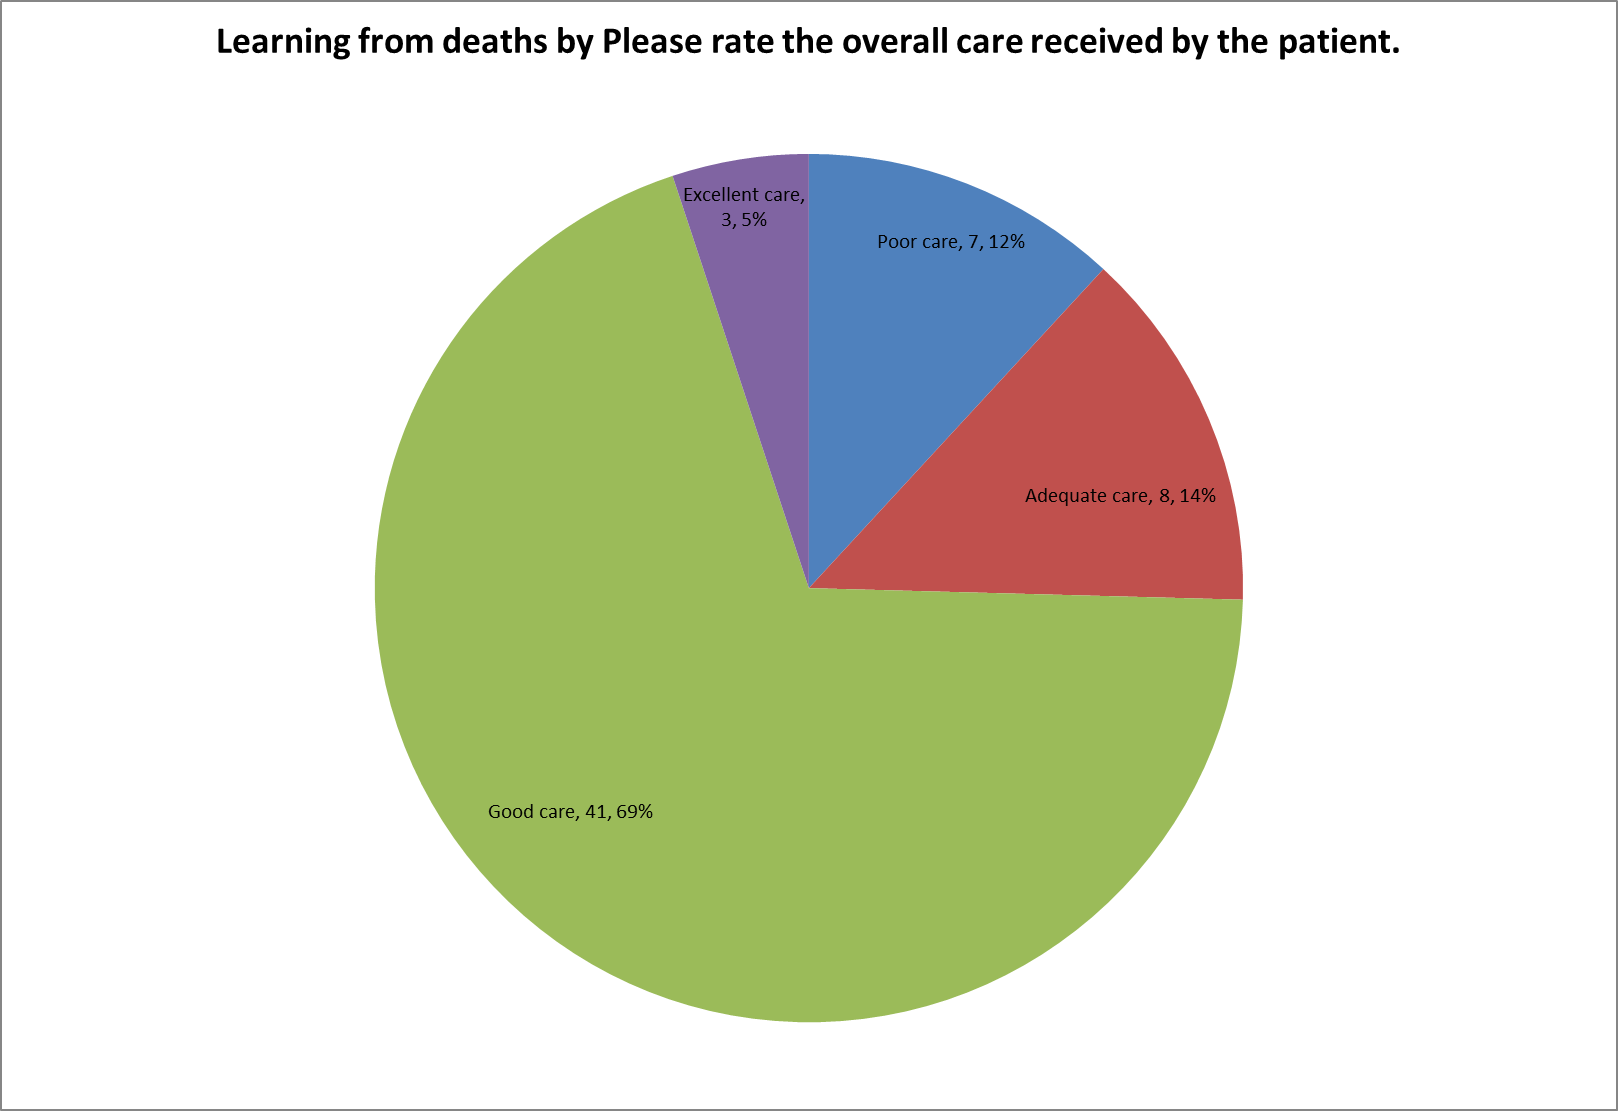 Learning from deaths by Please rate the overall care received by the patient.
Excellent care,
3, 5%
Poor care, 7, 12%
Adequate care, 8, 14%
Good care, 41, 69%